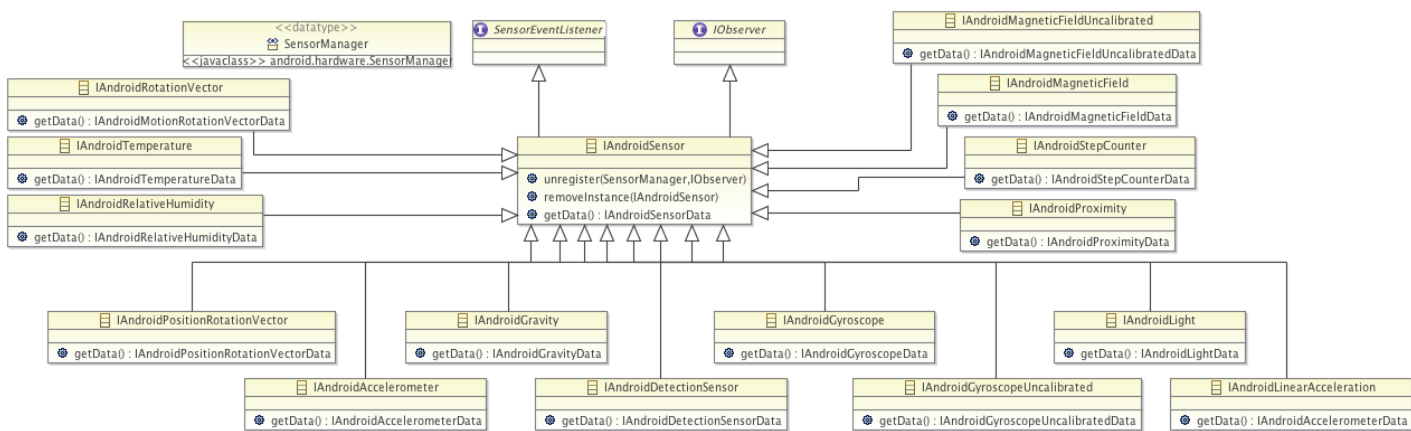 <<datatype>>
SensorManager
<<javaclass>> android.hardware.SensorManager
SensorEventListener
IObserver
IAndroidMagneticFieldUncalibrated
getData() : IAndroidMagneticFieldUncalibratedData
IAndroidRotationVector
getData() : IAndroidMotionRotationVectorData
IAndroidMagneticField
getData() : IAndroidMagneticFieldData
IAndroidTemperature
getData() : IAndroidTemperatureData
IAndroidSensor
unregister(SensorManager,IObserver)
removeInstance(IAndroidSensor)
getData() : IAndroidSensorData
IAndroidStepCounter
getData() : IAndroidStepCounterData
IAndroidRelativeHumidity
getData() : IAndroidRelativeHumidityData
IAndroidProximity
getData() : IAndroidProximityData
IAndroidPositionRotationVector
getData() : IAndroidPositionRotationVectorData
IAndroidGravity
getData() : IAndroidGravityData
IAndroidGyroscope
getData() : IAndroidGyroscopeData
IAndroidLight
getData() : IAndroidLightData
IAndroidAccelerometer
getData() : IAndroidAccelerometerData
IAndroidDetectionSensor
getData() : IAndroidDetectionSensorData
IAndroidGyroscopeUncalibrated
getData() : IAndroidGyroscopeUncalibratedData
IAndroidLinearAcceleration
getData() : IAndroidAccelerometerData